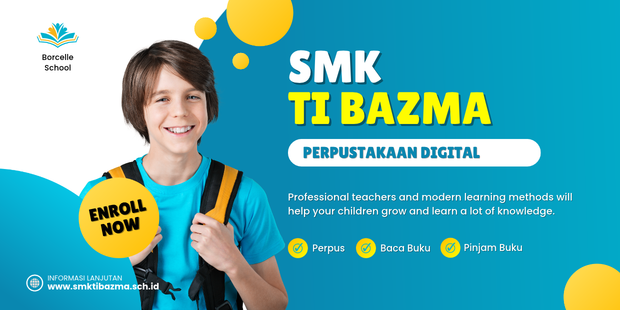 Borcelle
School
SMK
TI BAZMA
PERPUSTAKAAN DIGITAL
Professional teachers and modern learning methods will
help your children grow and learn a lot of knowledge.
Perpus
Baca Buku
Pinjam Buku
ENROLL
NOW
INFORMASI LANJUTAN
www.smktibazma.sch.id